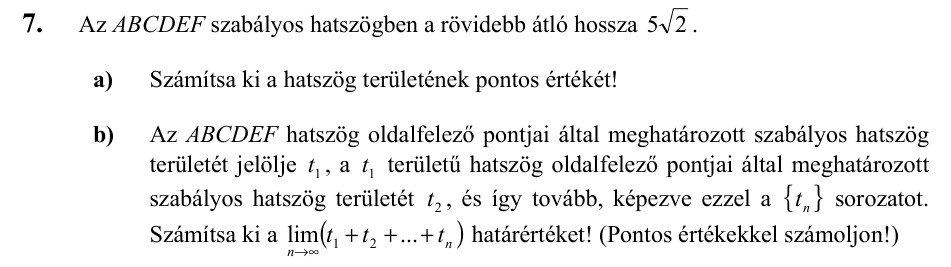 7. Az ABCDEF szabályos hatszögben a rövidebb átló hossza 5√2 .
a) Számítsa ki a hatszög területének pontos értékét!
b) Az ABCDEF hatszög oldalfelező pontjai által meghatározott szabályos hatszög
területét jelölje t₁, a t₁ területű hatszög oldalfelező pontjai által meghatározott
szabályos hatszög területét t₂, és így tovább, képezve ezzel a {tₙ} sorozatot.
Számítsa ki a lim(t₁ + t₂ + ... + tₙ) határértéket! (Pontos értékekkel számoljon!)
n→∞